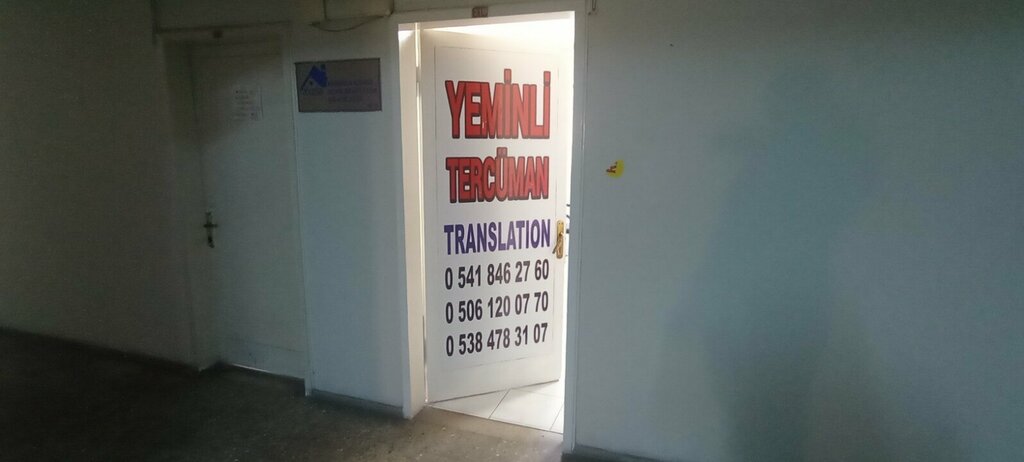 YEMİNLİ
TERCÜMAN
TRANSLATION
0 541 846 27 60
0 506 120 07 70
0 538 478 31 07